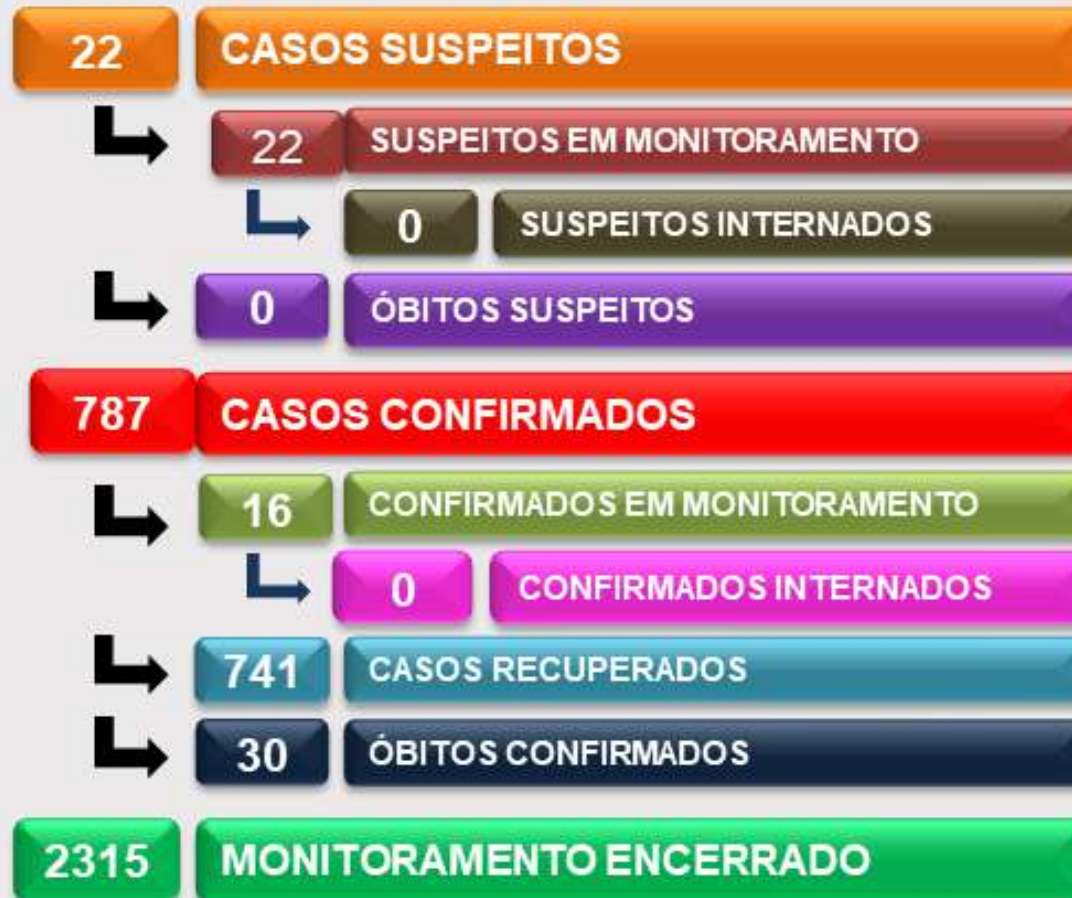 22 CASOS SUSPEITOS
22 SUSPEITOS EM MONITORAMENTO
0 SUSPEITOS INTERNADOS
0 ÓBITOS SUSPEITOS
787 CASOS CONFIRMADOS
16 CONFIRMADOS EM MONITORAMENTO
0 CONFIRMADOS INTERNADOS
741 CASOS RECUPERADOS
30 ÓBITOS CONFIRMADOS
2315 MONITORAMENTO ENCERRADO